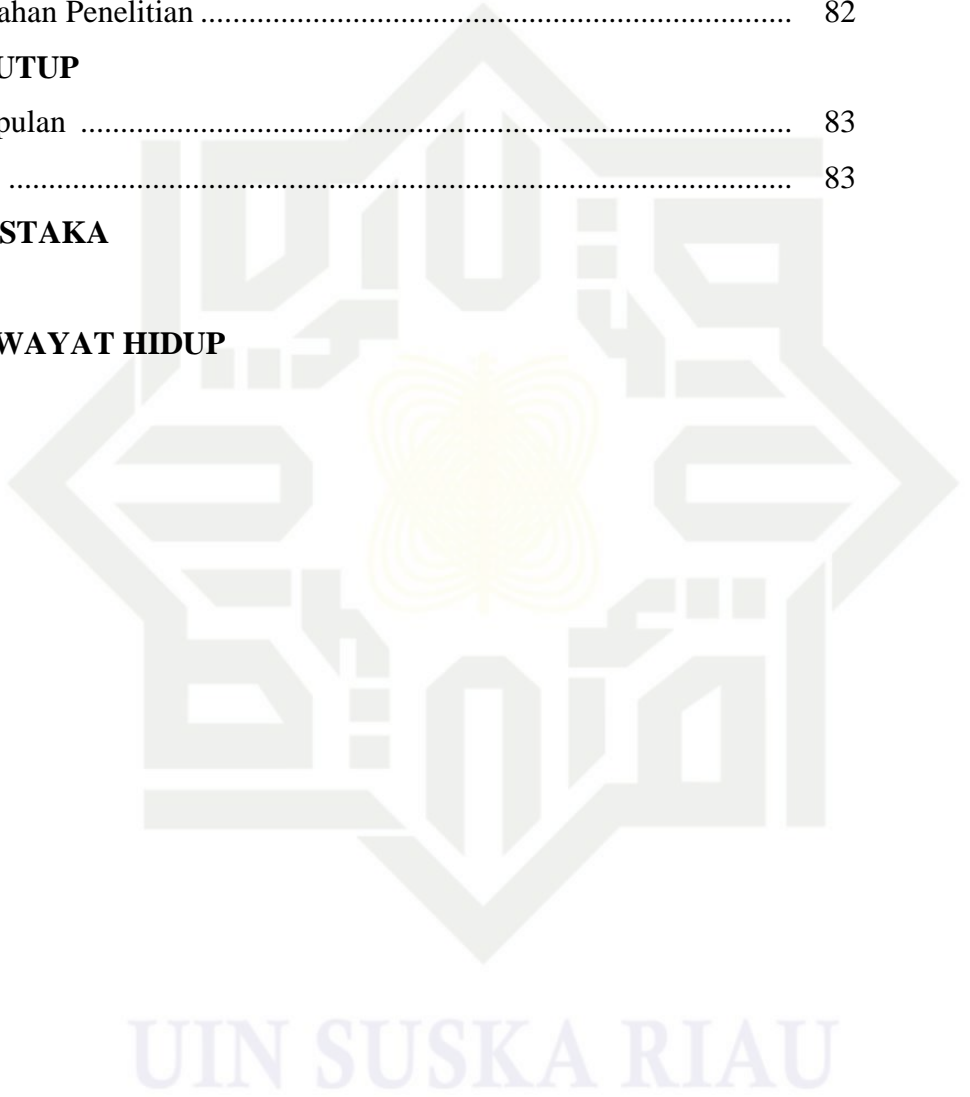 ahan Penelitian .......................................................................... 82
UTUP
pulan ......................................................................................... 83
.................................................................................................. 83
STAKA
WAYAT HIDUP
UIN SUSKA RIAU